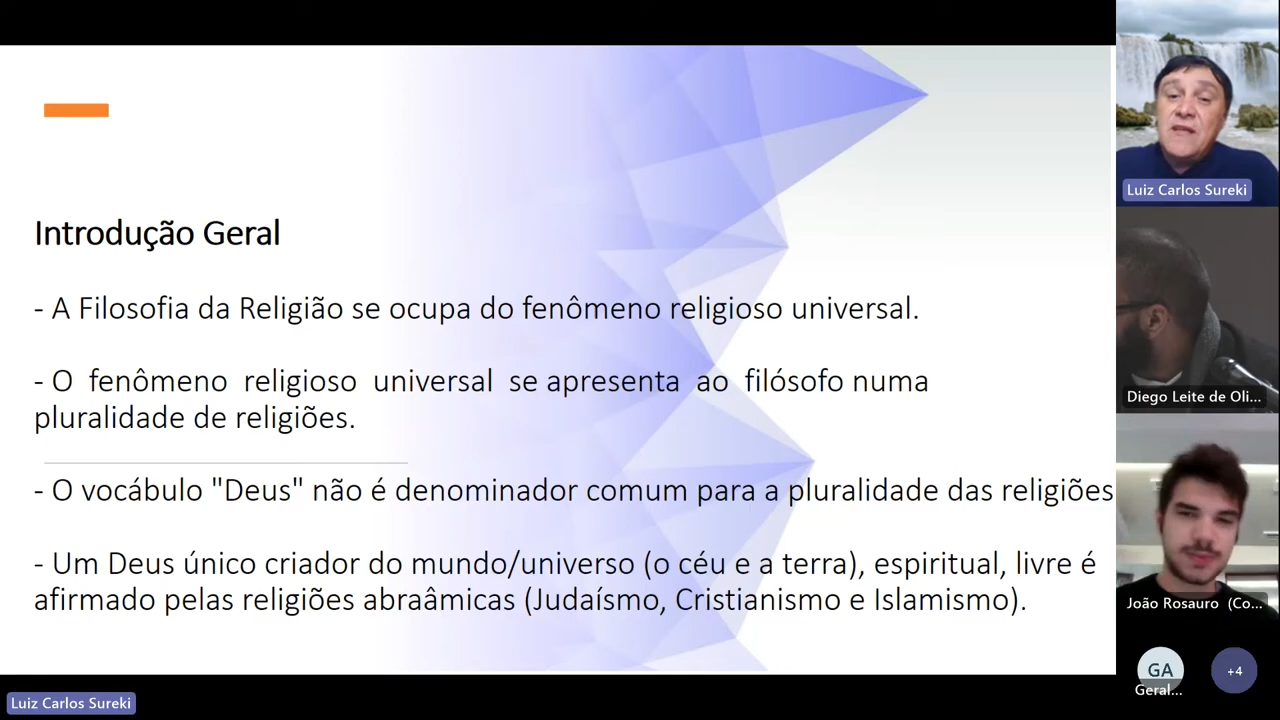 Introdução Geral
- A Filosofia da Religião se ocupa do fenômeno religioso universal.
- O fenômeno religioso universal se apresenta ao filósofo numa
pluralidade de religiões.
- O vocábulo "Deus" não é denominador comum para a pluralidade das religiões
- Um Deus único criador do mundo/universo (o céu e a terra), espiritual, livre é
afirmado pelas religiões abraâmicas (Judaísmo, Cristianismo e Islamismo).
Luiz Carlos Sureki
Luiz Carlos Sureki
Diego Leite de Oli...
João Rosauro (Co...
GA
Geral...
+4